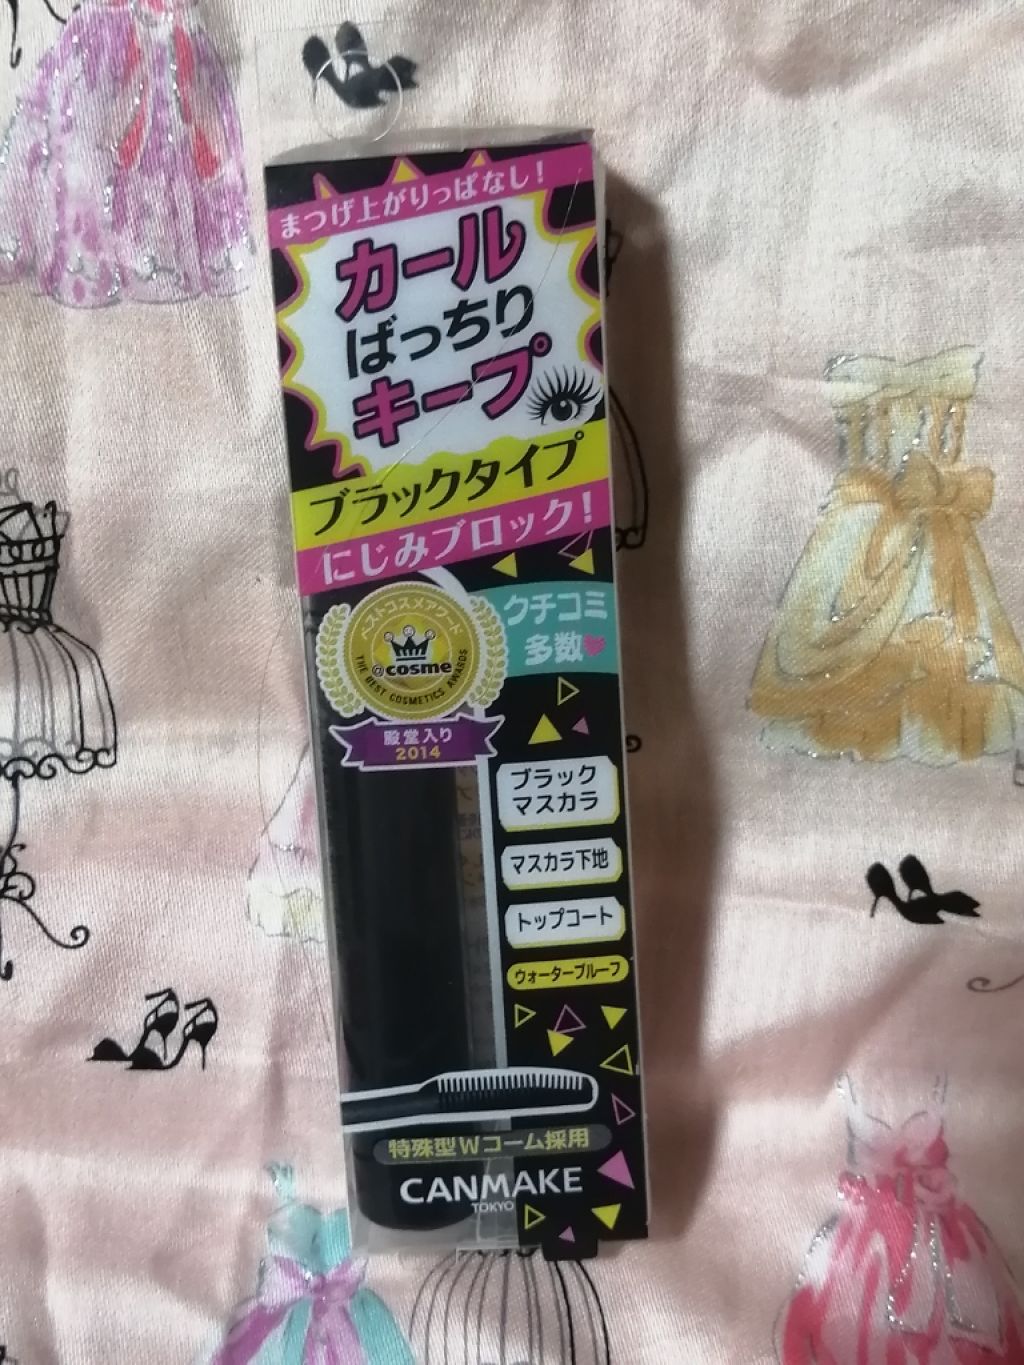 まつげ上がりっぱなし!
カール
ばっちり
キープ
ブラックタイプ
にじみブロック!
ベストコスメアワード
@cosme
THE BEST COSMETICS AWARDS
殿堂入り
2014
クチコミ
多数
ブラック
マスカラ
マスカラ下地
トップコート
ウォータープルーフ
特殊型Wコーム採用
CANMAKE
TOKYO